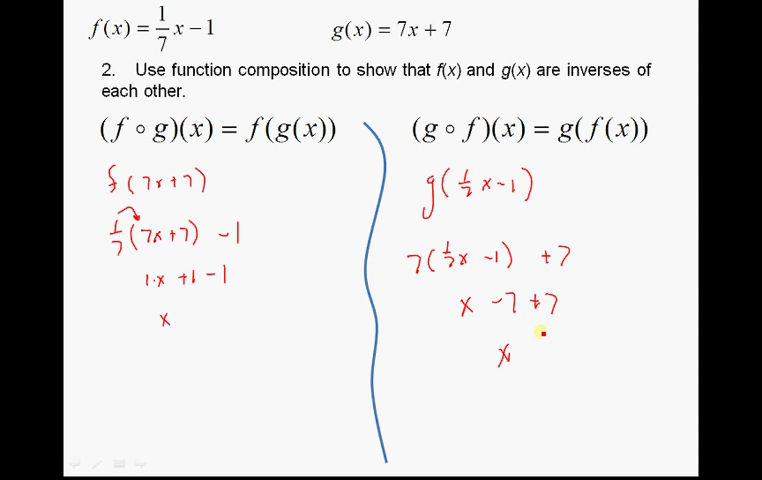 f(x) = 1/7 x − 1
g(x) = 7x + 7
2. Use function composition to show that f(x) and g(x) are inverses of
each other.
(f ∘ g)(x) = f(g(x))
f(7x+7)
1/7(7x+7) −1
1·x +1 −1
x
(g ∘ f)(x) = g(f(x))
g(1/7 x −1)
7(1/7 x −1) +7
x −7 +7
x